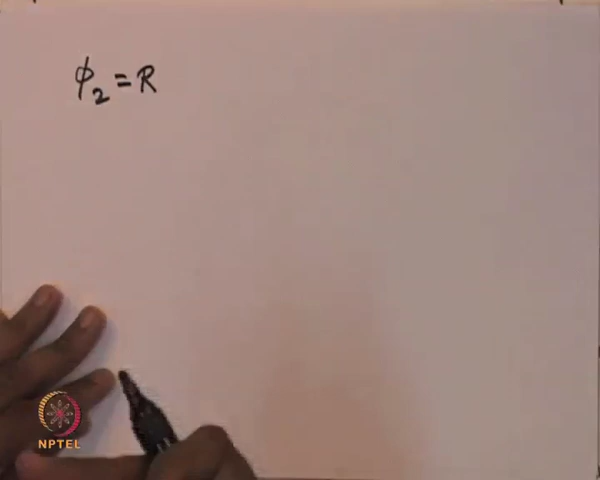 ϕ₂ = R
NPTEL